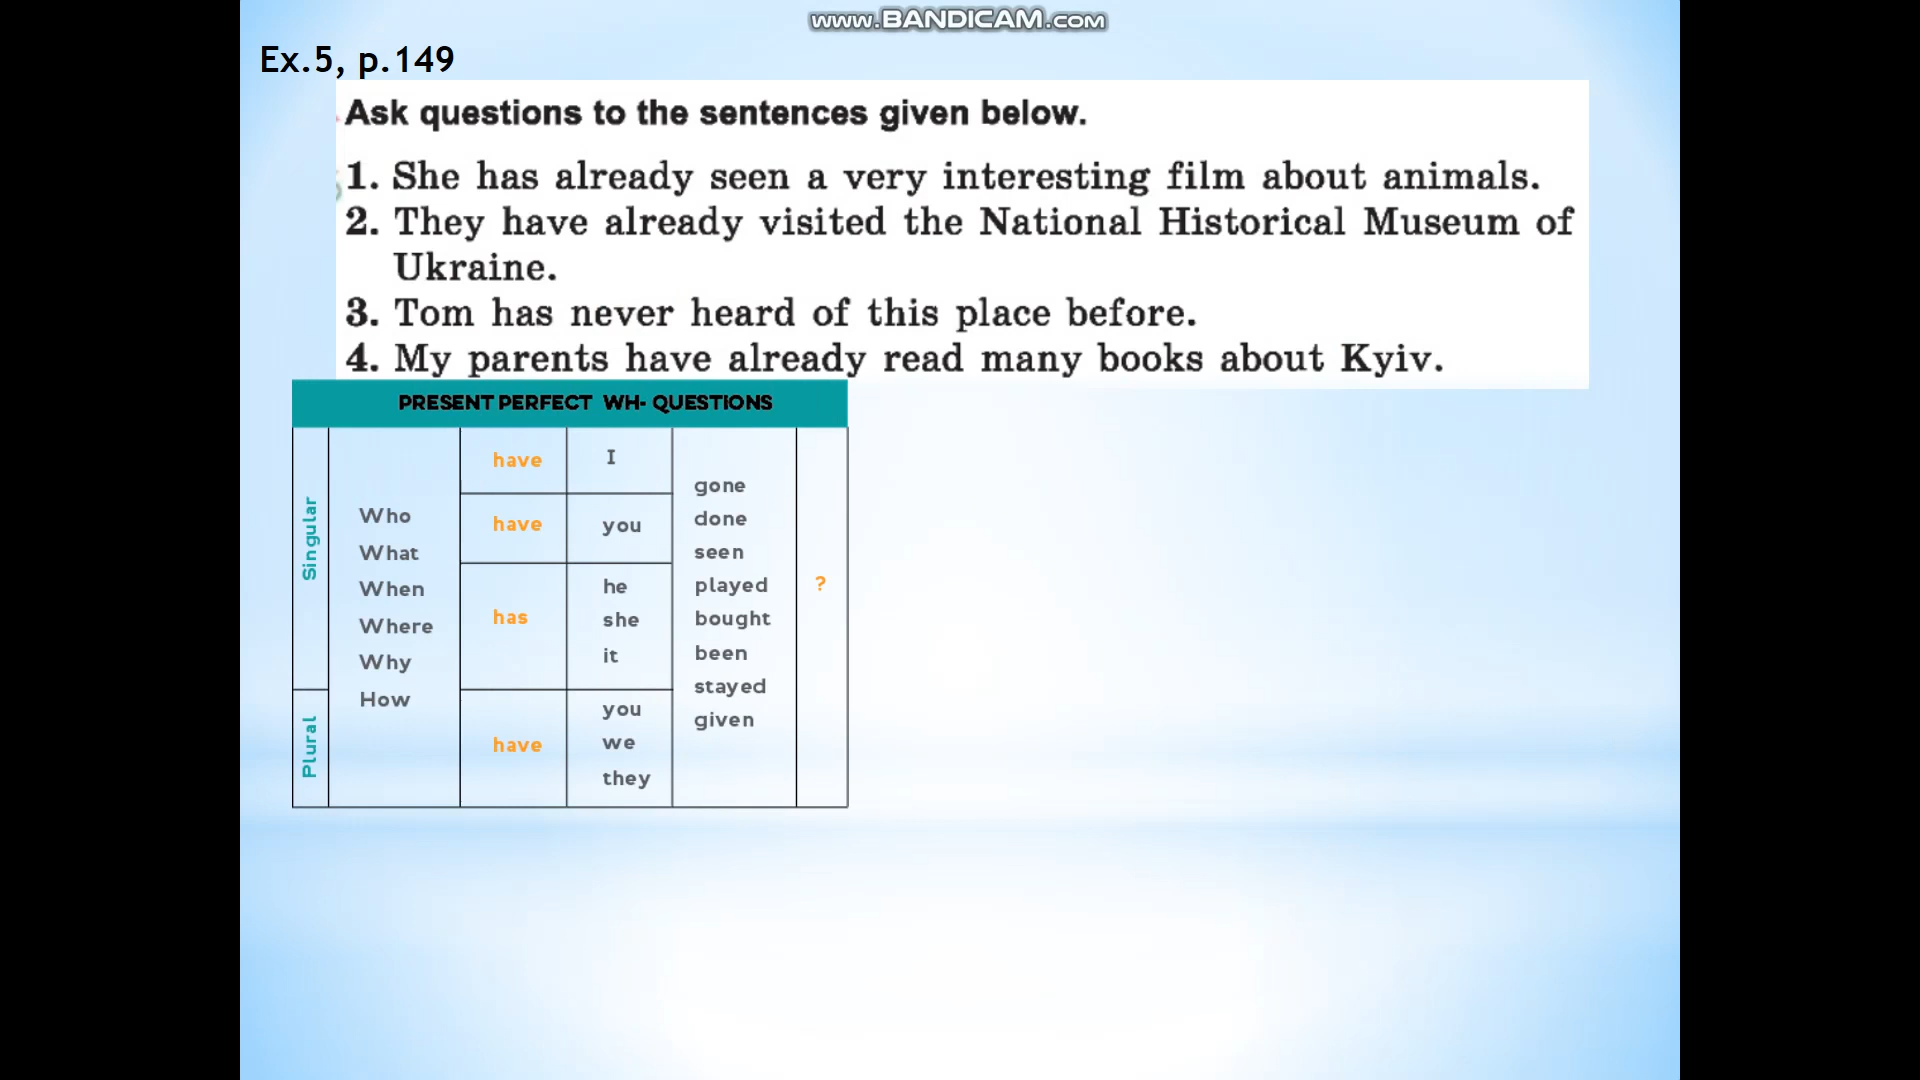 www.BANDICAM.com
Ex.5, p.149
Ask questions to the sentences given below.
1. She has already seen a very interesting film about animals.
2. They have already visited the National Historical Museum of
Ukraine.
3. Tom has never heard of this place before.
4. My parents have already read many books about Kyiv.
PRESENT PERFECT WH- QUESTIONS
Singular
Plural
Who
What
When
Where
Why
How
have
have
has
have
I
you
he
she
it
you
we
they
gone
done
seen
played
bought
been
stayed
given
?